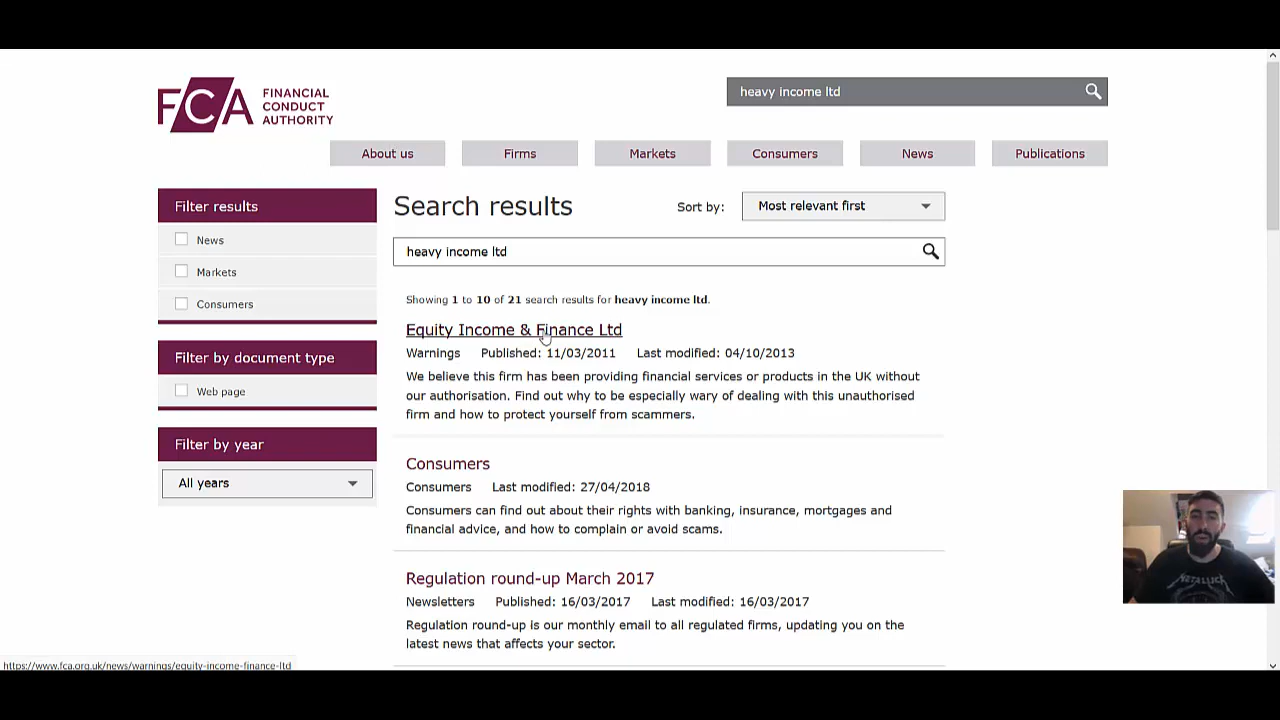 FCA FINANCIAL
CONDUCT
AUTHORITY
heavy income ltd
About us
Firms
Markets
Consumers
News
Publications
Filter results
News
Markets
Consumers
Filter by document type
Web page
Filter by year
All years
Search results
Sort by:
Most relevant first
heavy income ltd
Showing 1 to 10 of 21 search results for heavy income ltd.
Equity Income & Finance Ltd
Warnings Published: 11/03/2011 Last modified: 04/10/2013
We believe this firm has been providing financial services or products in the UK without
our authorisation. Find out why to be especially wary of dealing with this unauthorised
firm and how to protect yourself from scammers.
Consumers
Consumers Last modified: 27/04/2018
Consumers can find out about their rights with banking, insurance, mortgages and
financial advice, and how to complain or avoid scams.
Regulation round-up March 2017
Newsletters Published: 16/03/2017 Last modified: 16/03/2017
Regulation round-up is our monthly email to all regulated firms, updating you on the
latest news that affects your sector.
METALLICA
https://www.fca.org.uk/news/warnings/equity-income-finance-ltd